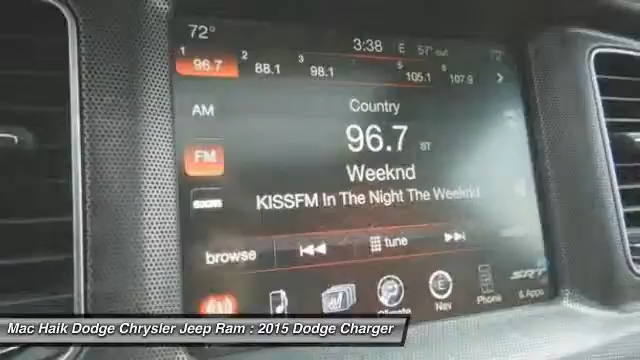 72°
3:38 E 57° out 72°
1 96.7 2 88.1 3 98.1 5 105.1 6 107.9
AM
Country
FM
96.7 ST
Weeknd
KISSFM In The Night The Weeknd
browse tune
Climate E Nav Phone SRT & Apps
Mac Haik Dodge Chrysler Jeep Ram : 2015 Dodge Charger